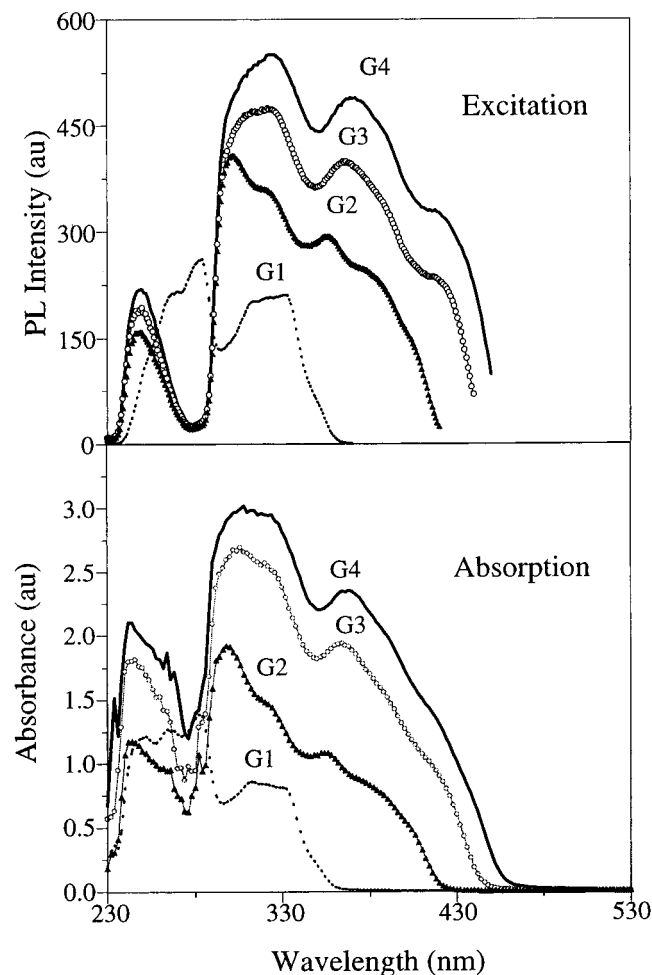 600
G4
Excitation
450
G3
PL Intensity (au)
300
G2
G1
150
0
3.0
2.5
G4
Absorption
2.0
G3
Absorbance (au)
G2
1.5
G1
1.0
0.5
0.0
230 330 430 530
Wavelength (nm)